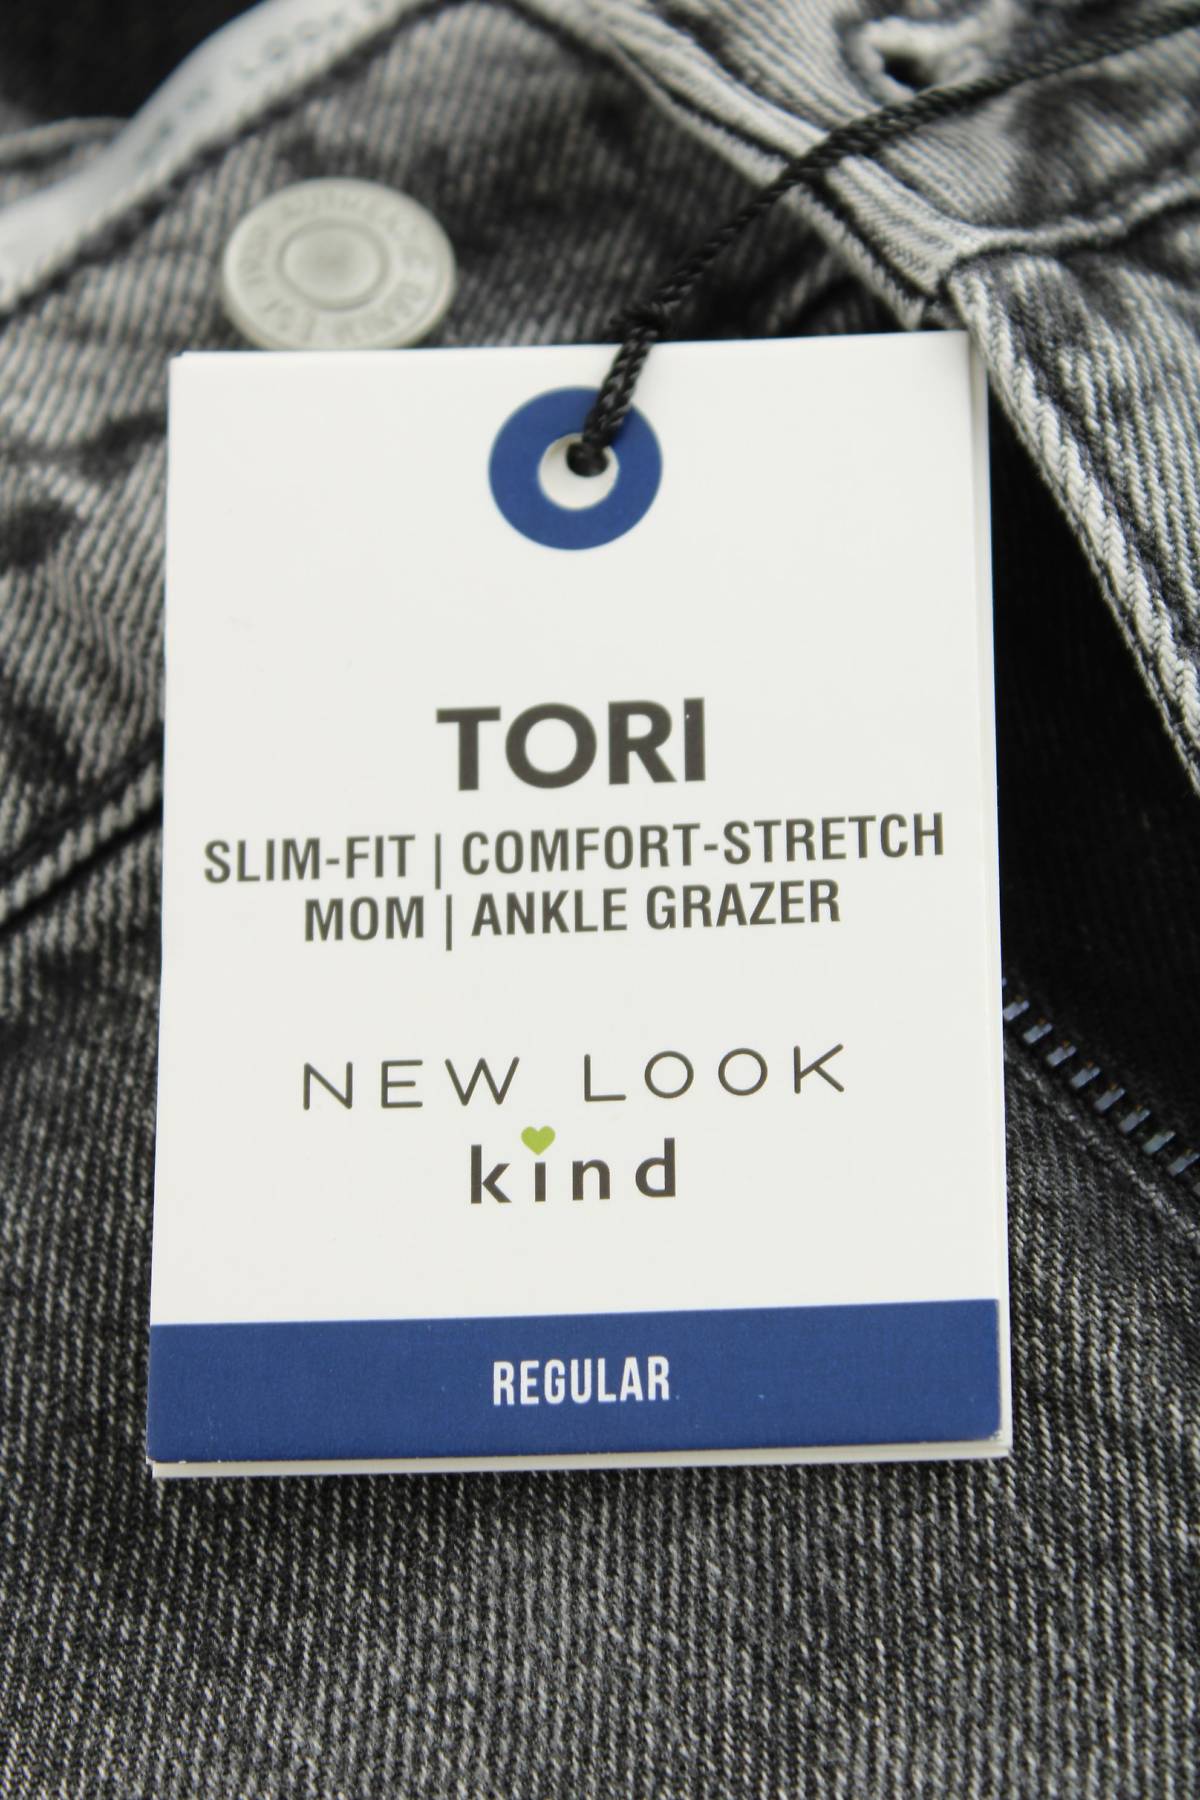 TORI
SLIM-FIT | COMFORT-STRETCH
MOM | ANKLE GRAZER
NEW LOOK
kind
REGULAR